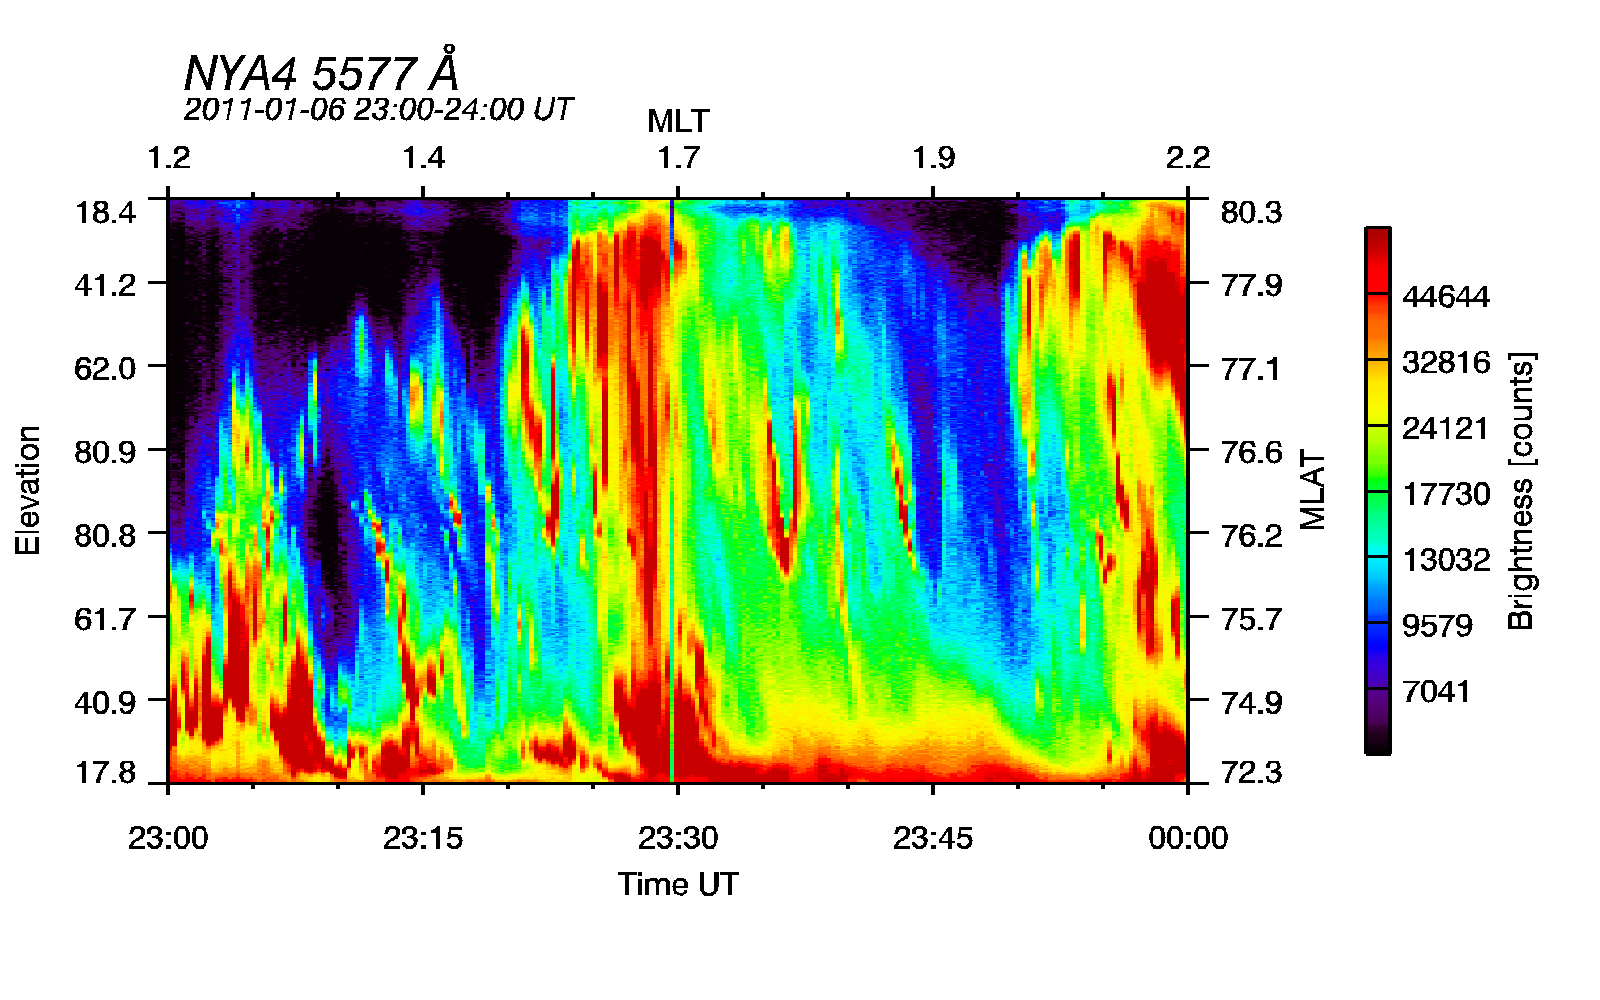 NYA4 5577 Å
2011-01-06 23:00-24:00 UT
MLT
1.2 1.4 1.7 1.9 2.2
18.4
41.2
62.0
80.9
80.8
61.7
40.9
17.8
Elevation
80.3
77.9
77.1
76.6
76.2
75.7
74.9
72.3
MLAT
44644
32816
24121
17730
13032
9579
7041
Brightness [counts]
23:00 23:15 23:30 23:45 00:00
Time UT